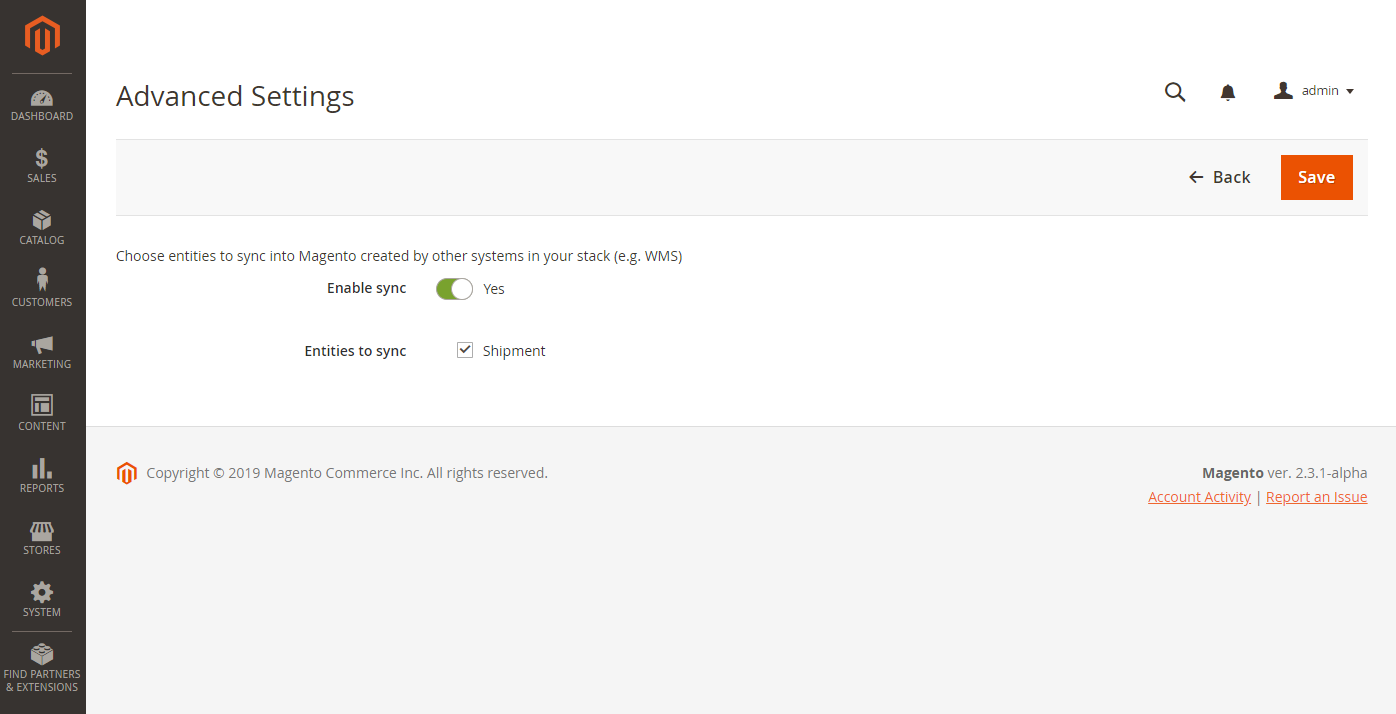 DASHBOARD
SALES
CATALOG
CUSTOMERS
MARKETING
CONTENT
REPORTS
STORES
SYSTEM
FIND PARTNERS
& EXTENSIONS
Advanced Settings
admin
Back
Save
Choose entities to sync into Magento created by other systems in your stack (e.g. WMS)
Enable sync Yes
Entities to sync Shipment
Copyright © 2019 Magento Commerce Inc. All rights reserved.
Magento ver. 2.3.1-alpha
Account Activity | Report an Issue